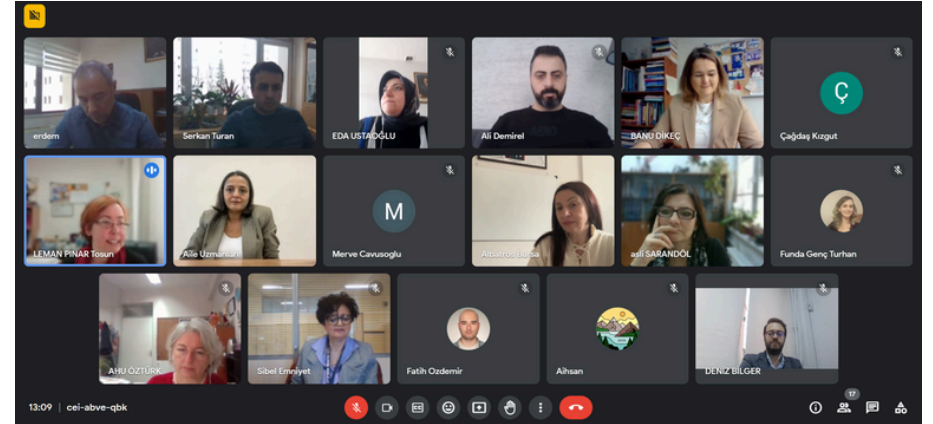 erdem
Serkan Turan
EDA USTAOĞLU
Ali Demirel
BANU DİKEÇ
Ç
Çağdaş Kızgut
LEMAN PINAR Tosun
Aile Uzmanları
M
Merve Cavusoglu
Albatros Bursa
asli SARANDÖL
Funda Genç Turhan
AHU ÖZTÜRK
Sibel Emniyet
Fatih Ozdemir
Aihsan
DENİZ BİLGER
13:09 | cei-abve-qbk
17